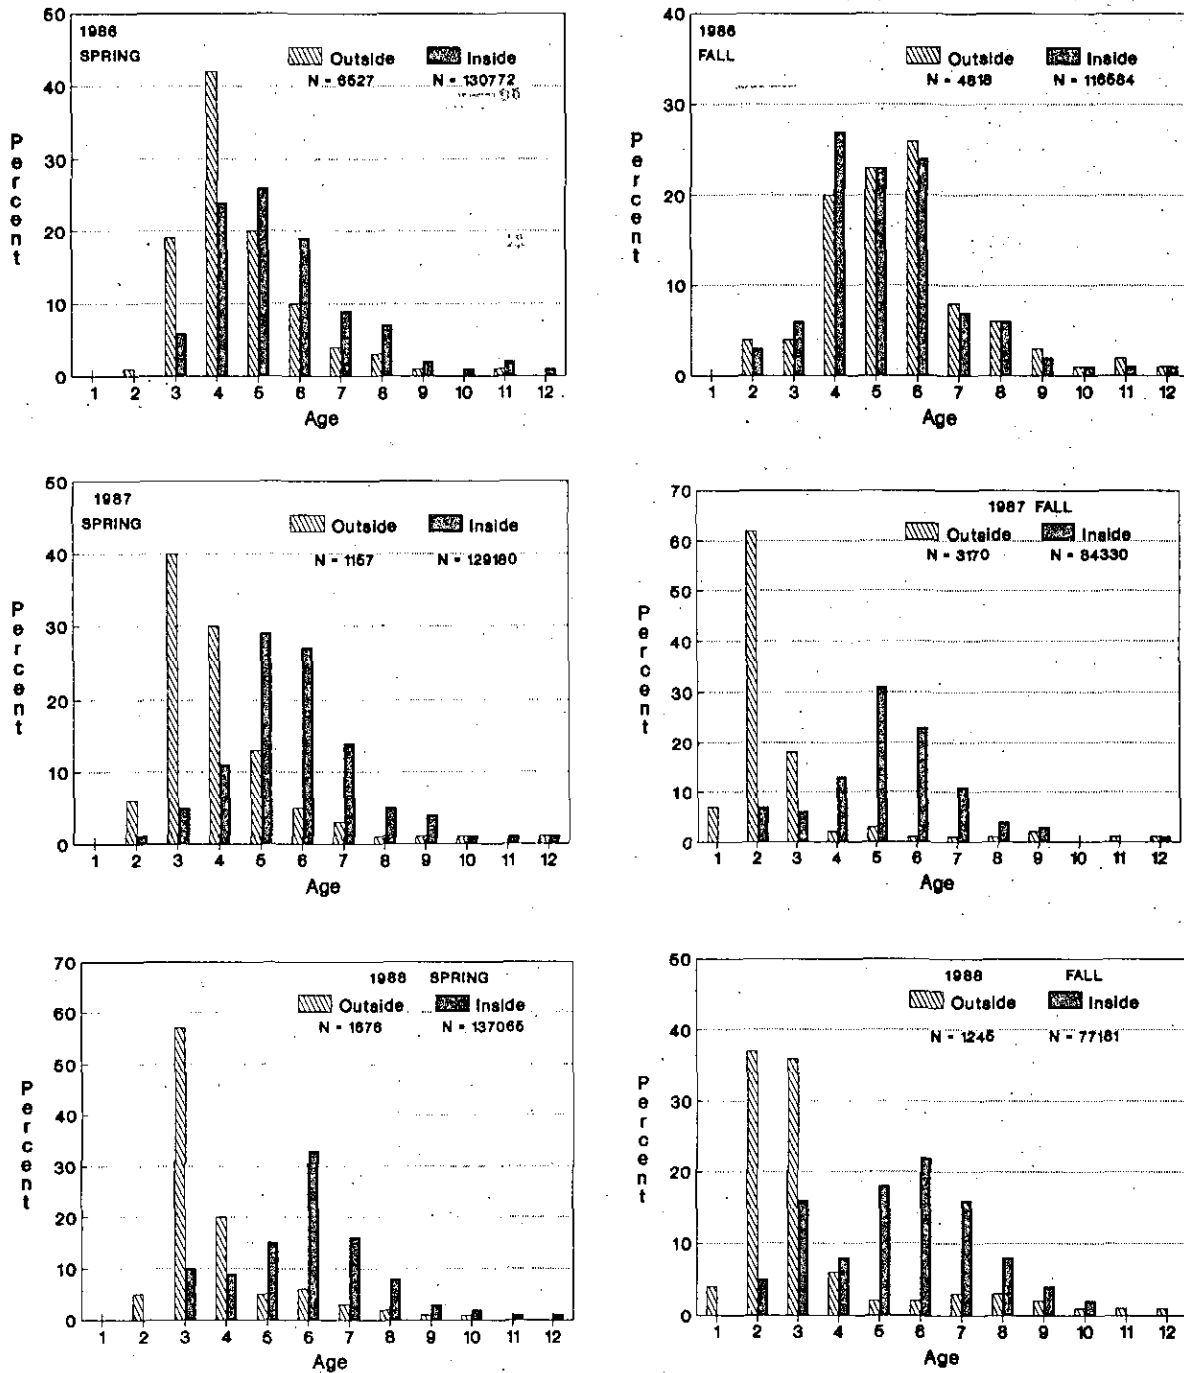 1986
SPRING
Outside Inside
N = 6527 N = 130772
50
40
30
20
10
0
Percent
1 2 3 4 5 6 7 8 9 10 11 12
Age
1986
FALL
Outside Inside
N = 4818 N = 116584
40
30
20
10
0
Percent
1 2 3 4 5 6 7 8 9 10 11 12
Age
1987
SPRING
Outside Inside
N = 1157 N = 129180
50
40
30
20
10
0
Percent
1 2 3 4 5 6 7 8 9 10 11 12
Age
1987 FALL
Outside Inside
N = 3170 N = 84330
70
60
50
40
30
20
10
0
Percent
1 2 3 4 5 6 7 8 9 10 11 12
Age
1988 SPRING
Outside Inside
N = 1676 N = 137065
70
60
50
40
30
20
10
0
Percent
1 2 3 4 5 6 7 8 9 10 11 12
Age
1988 FALL
Outside Inside
N = 1245 N = 77181
50
40
30
20
10
0
Percent
1 2 3 4 5 6 7 8 9 10 11 12
Age